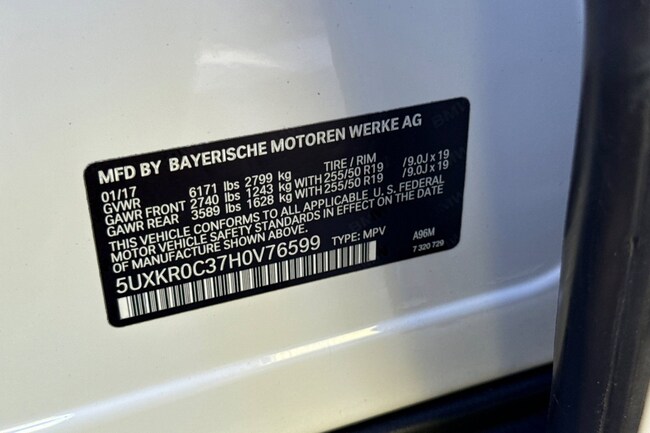 MFD BY BAYERISCHE MOTOREN WERKE AG
01/17 TIRE / RIM
GVWR 6171 lbs 2799 kg
GAWR FRONT 2740 lbs 1243 kg WITH 255/50 R19 /9.0J x 19
GAWR REAR 3589 lbs 1628 kg WITH 255/50 R19 /9.0J x 19
THIS VEHICLE CONFORMS TO ALL APPLICABLE U.S. FEDERAL
MOTOR VEHICLE SAFETY STANDARDS IN EFFECT ON THE DATE
OF MANUFACTURE SHOWN ABOVE.
5UXKR0C37H0V76599 TYPE: MPV A96M
7 320 729